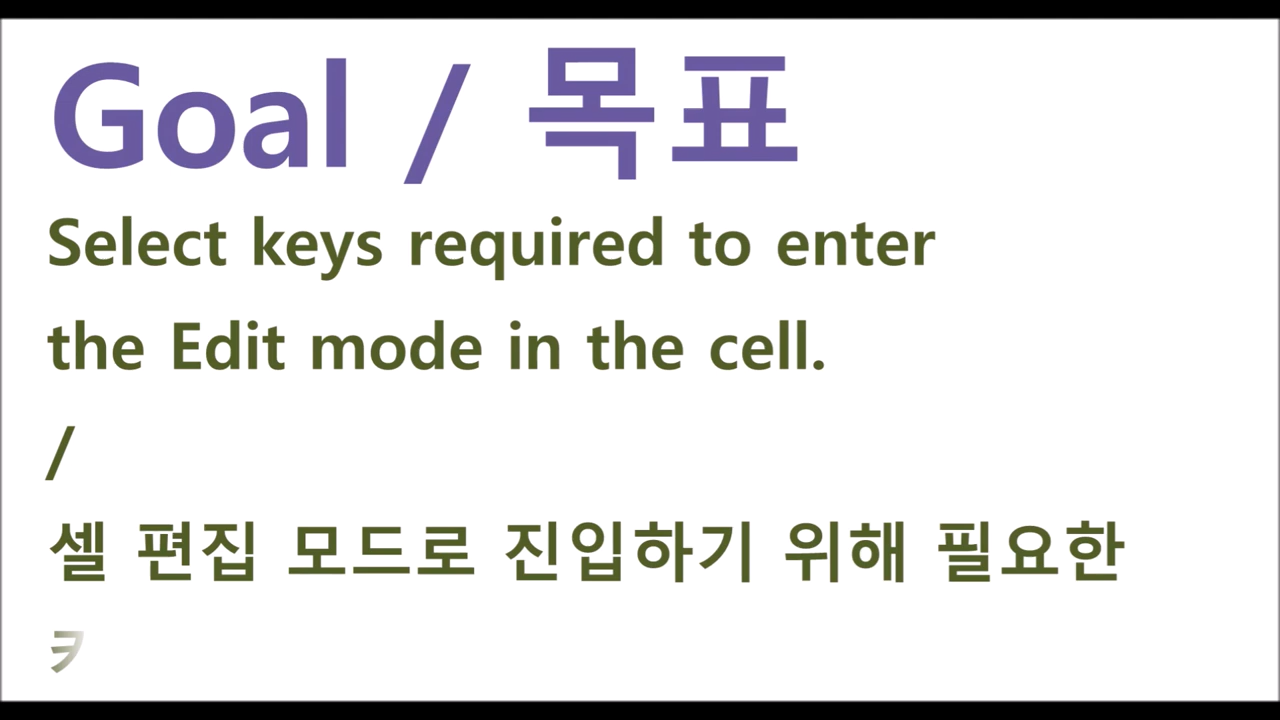 Goal / 목표
Select keys required to enter
the Edit mode in the cell.
/
셀 편집 모드로 진입하기 위해 필요한